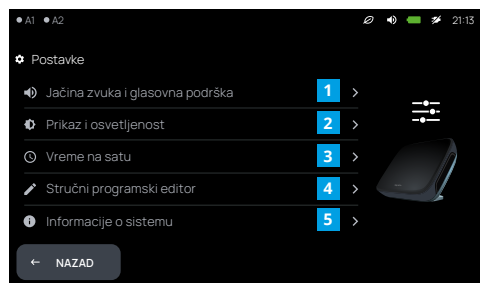 A1 A2 21:13
Postavke
Jačina zvuka i glasovna podrška 1
Prikaz i osvetljenost 2
Vreme na satu 3
Stručni programski editor 4
Informacije o sistemu 5
← NAZAD